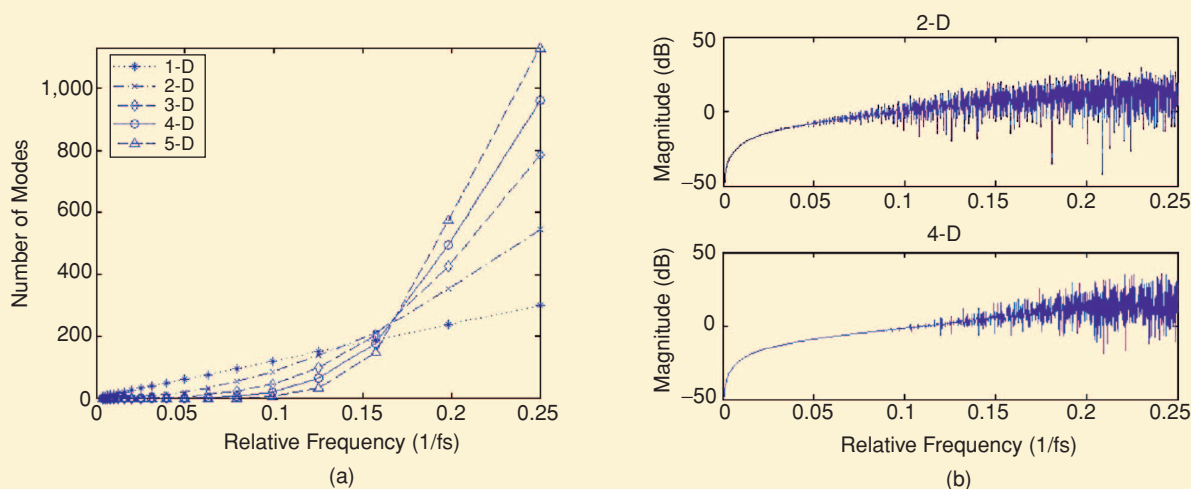 1,000
800
600
400
200
0
Number of Modes
1-D
2-D
3-D
4-D
5-D
0.05
0.1
0.15
0.2
0.25
Relative Frequency (1/fs)
(a)
2-D
50
0
−50
Magnitude (dB)
0
0.05
0.1
0.15
0.2
0.25
4-D
50
0
−50
Magnitude (dB)
0
0.05
0.1
0.15
0.2
0.25
Relative Frequency (1/fs)
(b)